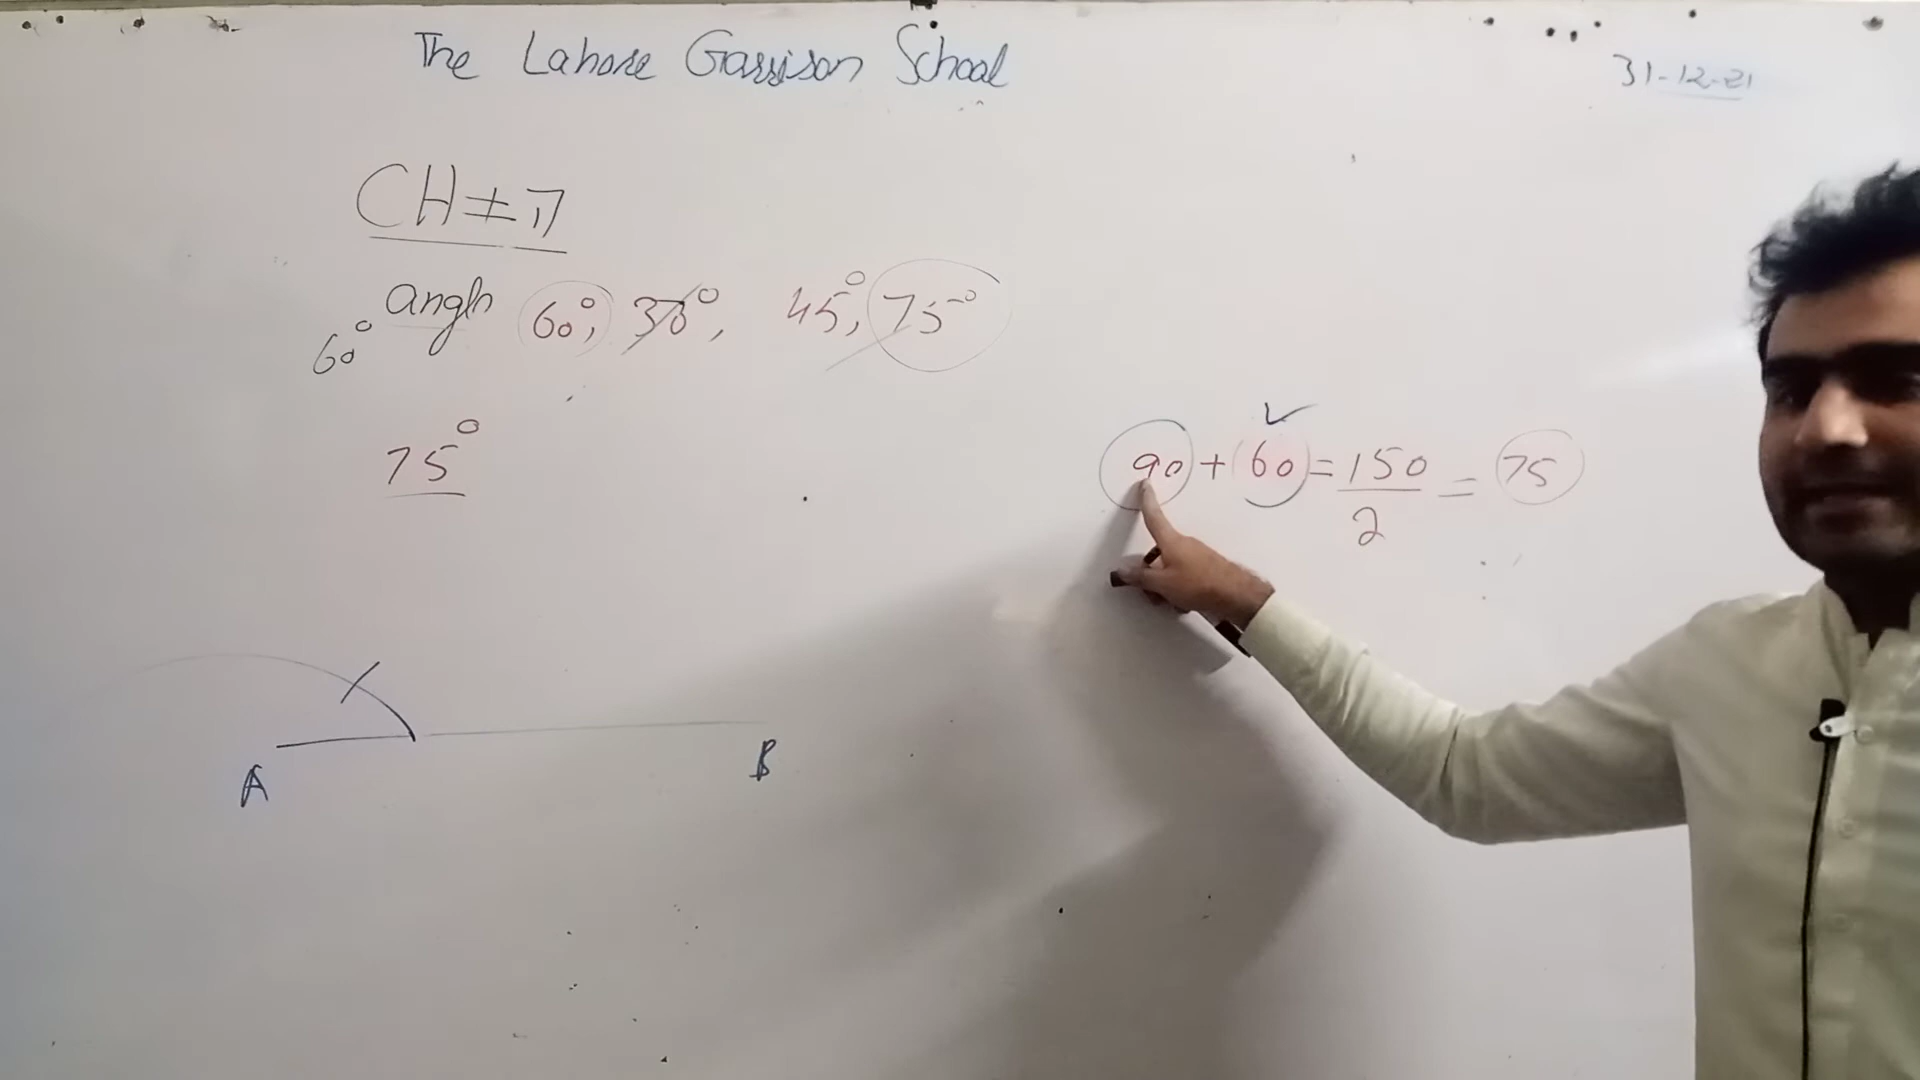 The Lahore Garrison School
31-12-21
CH # 7
angle 60°, 30°, 45°, 75°
60°
75°
90 + 60 = 150/2 = 75
A B